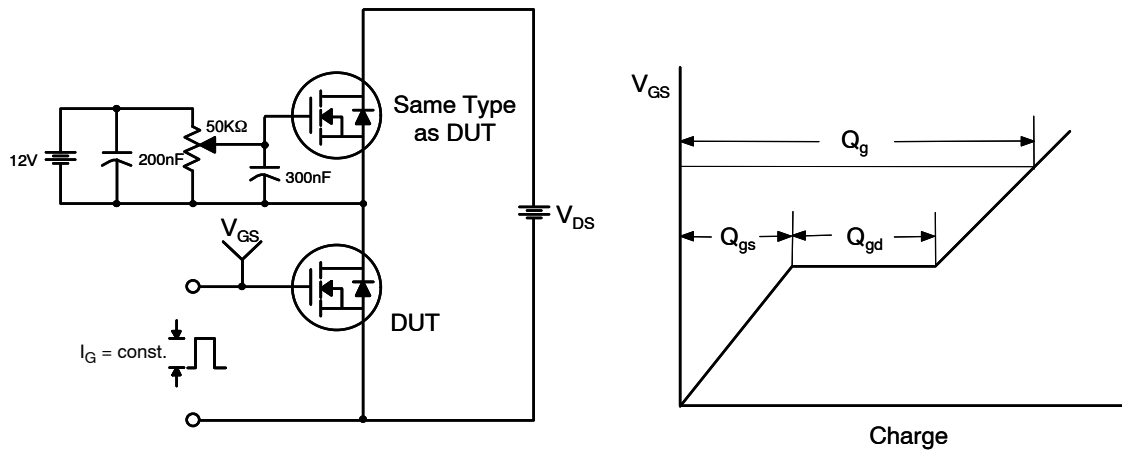 Same Type
as DUT
50KΩ
12V
200nF
300nF
V_GS
V_DS
DUT
I_G = const.
V_GS
Q_g
Q_gs
Q_gd
Charge